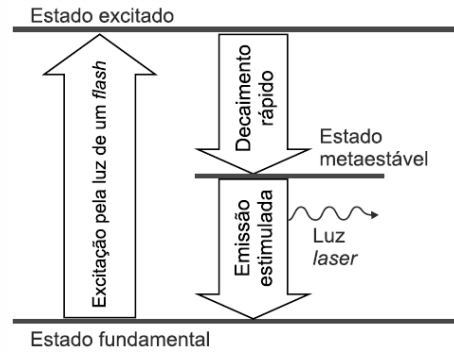 Estado excitado
Excitação pela luz de um flash
Decaimento
rápido
Estado
metaestável
Emissão
estimulada
Luz
laser
Estado fundamental